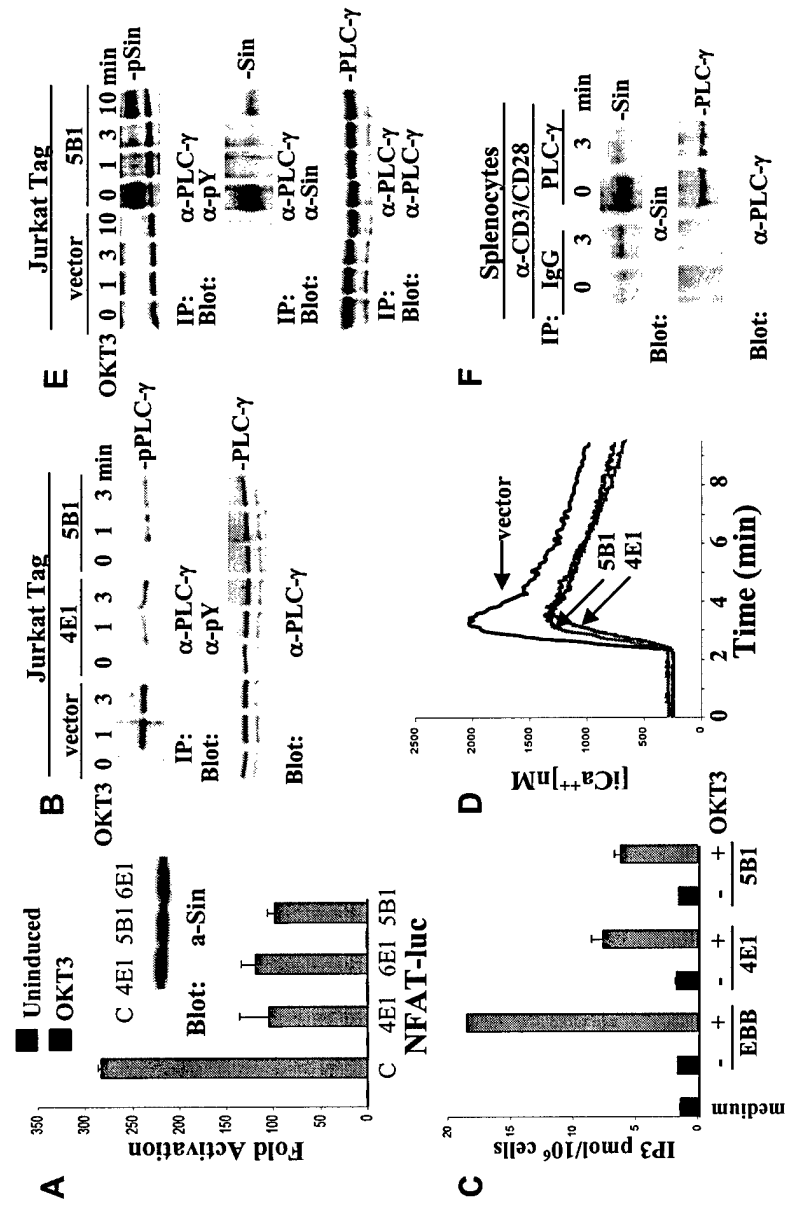 A
Uninduced
OKT3
Fold Activation
350
300
250
200
150
100
50
0
C 4E1 5B1 6E1
Blot: a-Sin
C 4E1 6E1 5B1
NFAT-luc
B
Jurkat Tag
vector 4E1 5B1
OKT3 0 1 3 0 1 3 0 1 3 min
-pPLC-γ
IP: α-PLC-γ
Blot: α-pY
-PLC-γ
Blot: α-PLC-γ
C
IP3 pmol/10⁶ cells
20
15
10
5
0
medium - + - + - + OKT3
EBB 4E1 5B1
D
[iCa⁺⁺]nM
2500
2000
1500
1000
500
0
vector
5B1
4E1
0 2 4 6 8
Time (min)
E
Jurkat Tag
vector 5B1
OKT3 0 1 3 10 0 1 3 10 min
-pSin
IP: α-PLC-γ
Blot: α-pY
-Sin
IP: α-PLC-γ
Blot: α-Sin
-PLC-γ
IP: α-PLC-γ
Blot: α-PLC-γ
F
Splenocytes
α-CD3/CD28
IP: IgG PLC-γ
0 3 0 3 min
-Sin
Blot: α-Sin
-PLC-γ
Blot: α-PLC-γ